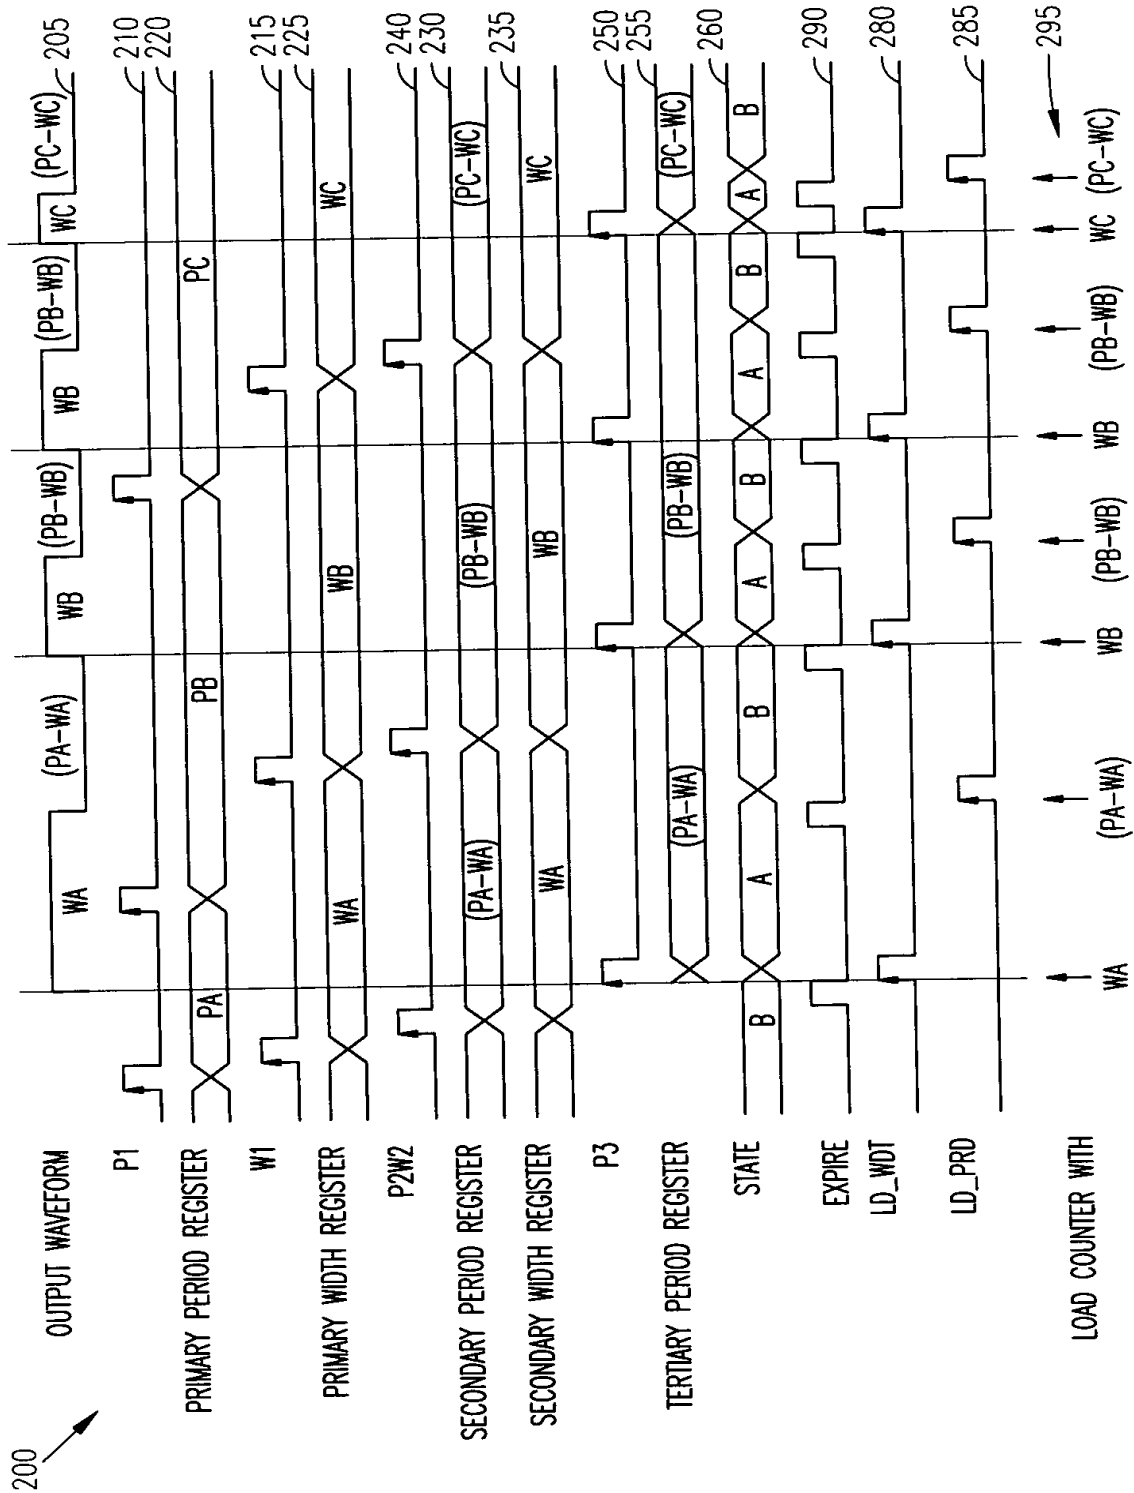 200
OUTPUT WAVEFORM WA (PA-WA) WB (PB-WB) WB (PB-WB) WC (PC-WC) 205
P1 210
PRIMARY PERIOD REGISTER PA PB PC 220
W1 215
PRIMARY WIDTH REGISTER WA WB WC 225
P2W2 240
SECONDARY PERIOD REGISTER (PA-WA) (PB-WB) (PC-WC) 230
SECONDARY WIDTH REGISTER WA WB WC 235
P3 250
TERTIARY PERIOD REGISTER (PA-WA) (PB-WB) (PC-WC) 255
STATE B A B A B A B A B 260
EXPIRE 290
LD_WDT 280
LD_PRD 285
LOAD COUNTER WITH WA (PA-WA) WB (PB-WB) WB (PB-WB) WC (PC-WC) 295